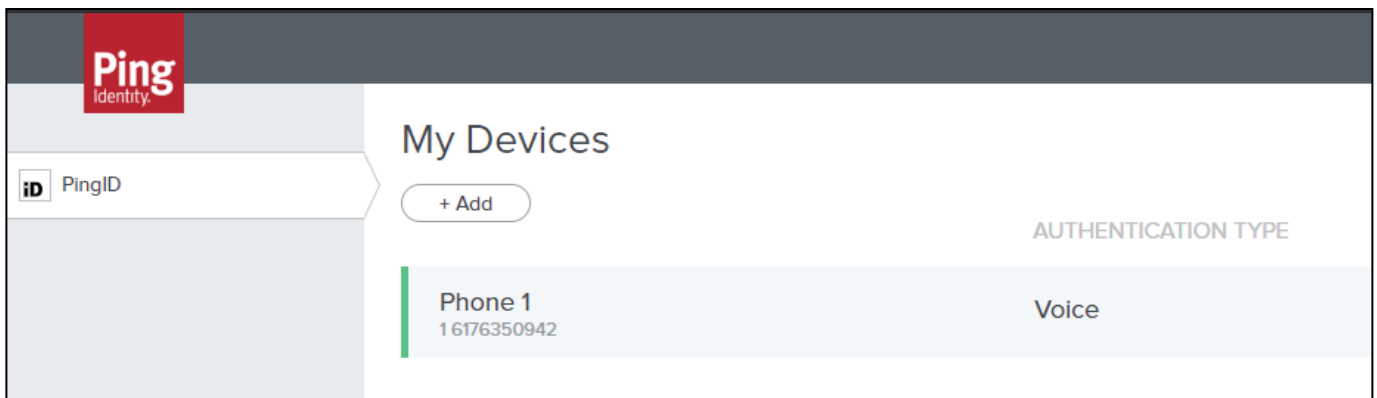 Ping
Identity.
iD PingID
My Devices
+ Add
AUTHENTICATION TYPE
Phone 1
1 6176350942
Voice